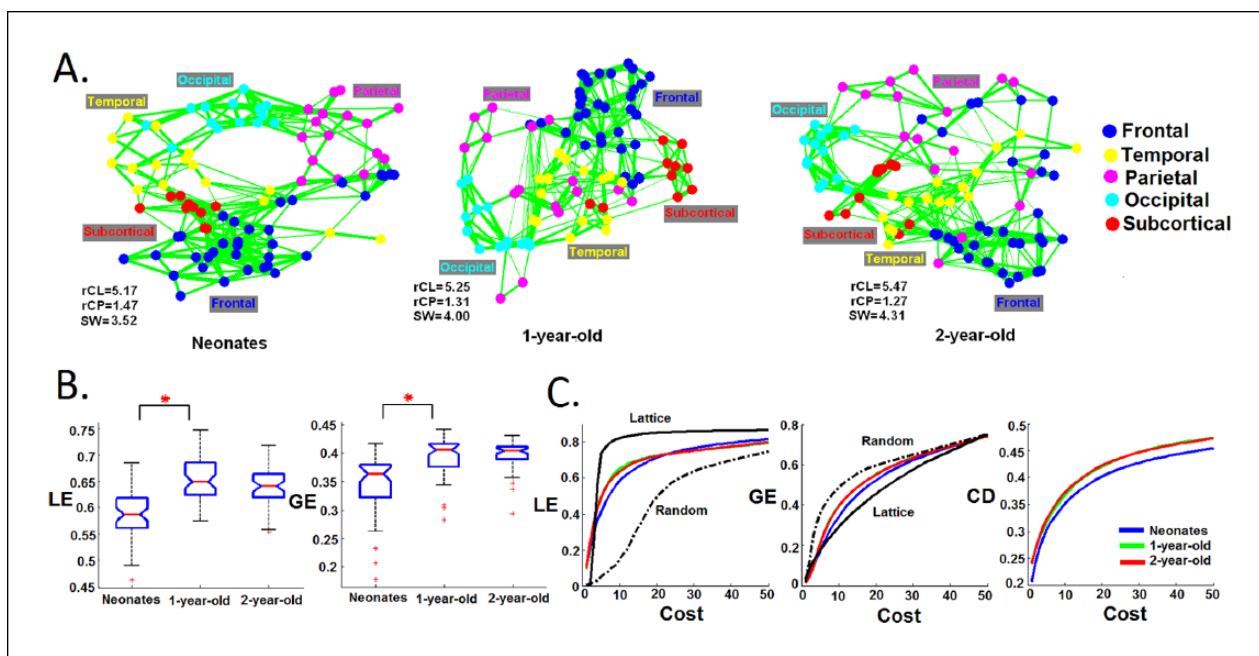 A.
Occipital
Temporal
Parietal
Subcortical
Frontal
rCL=5.17
rCP=1.47
SW=3.52
Neonates
Parietal
Frontal
Subcortical
Temporal
Occipital
rCL=5.25
rCP=1.31
SW=4.00
1-year-old
Parietal
Occipital
Subcortical
Temporal
Frontal
rCL=5.47
rCP=1.27
SW=4.31
2-year-old
Frontal
Temporal
Parietal
Occipital
Subcortical
B.
*
LE
0.75
0.7
0.65
0.6
0.55
0.5
0.45
Neonates 1-year-old 2-year-old
*
GE
0.45
0.4
0.35
0.3
0.25
0.2
Neonates 1-year-old 2-year-old
C.
LE
0.8
0.6
0.4
0.2
0
Lattice
Random
0 10 20 30 40 50
Cost
GE
0.8
0.6
0.4
0.2
0
Random
Lattice
0 10 20 30 40 50
Cost
CD
0.5
0.45
0.4
0.35
0.3
0.25
0.2
Neonates
1-year-old
2-year-old
0 10 20 30 40 50
Cost